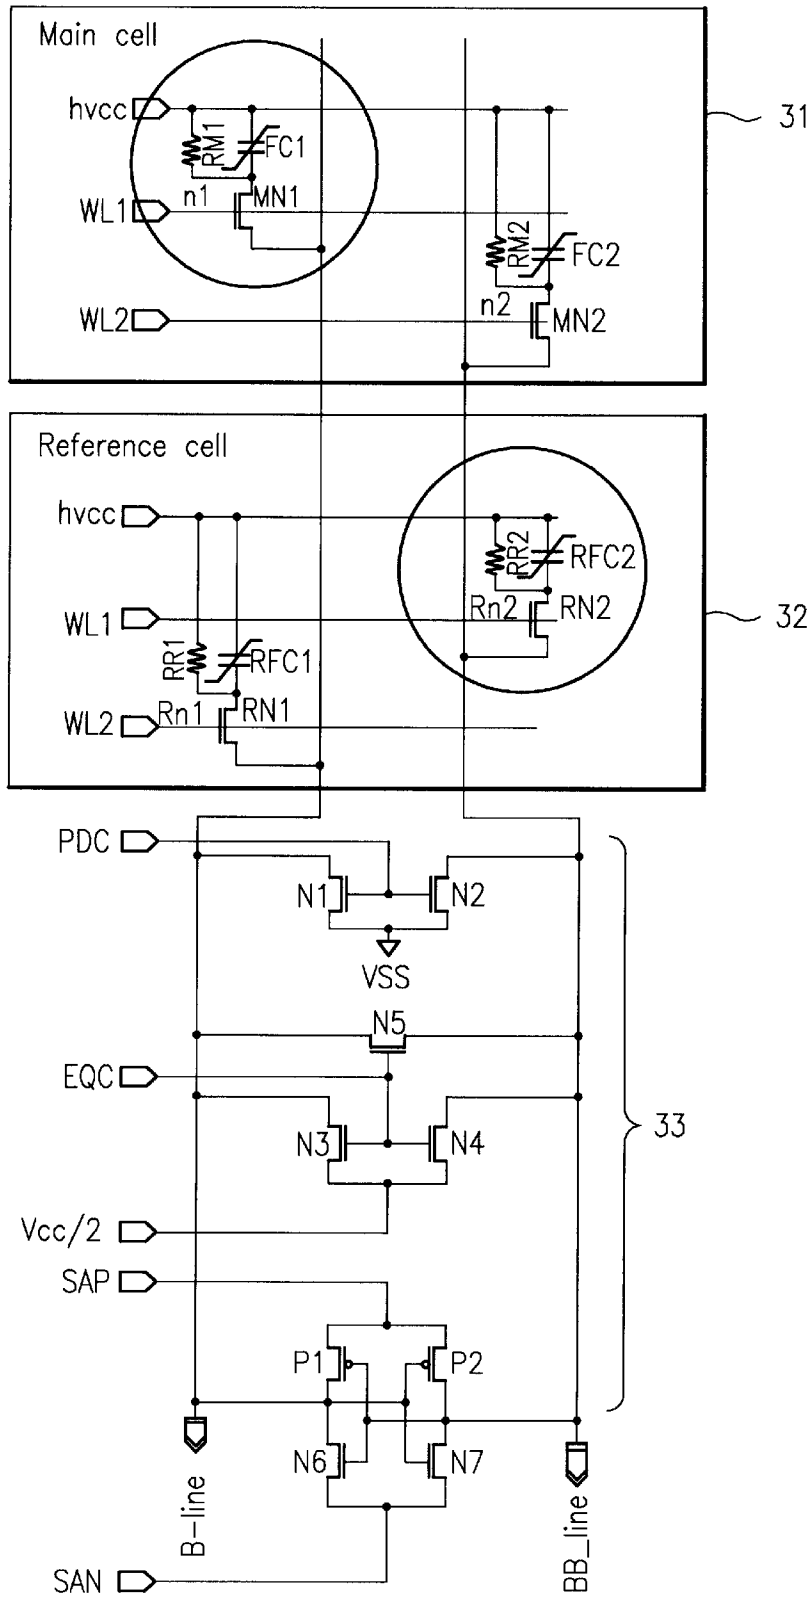 Main cell
31
hvcc
RM1
FC1
n1
MN1
WL1
RM2
FC2
WL2
n2
MN2
Reference cell
hvcc
RR2
RFC2
Rn2
RN2
WL1
32
RR1
RFC1
WL2
Rn1
RN1
PDC
N1
N2
VSS
N5
EQC
N3
N4
33
Vcc/2
SAP
P1
P2
N6
N7
B-line
BB_line
SAN